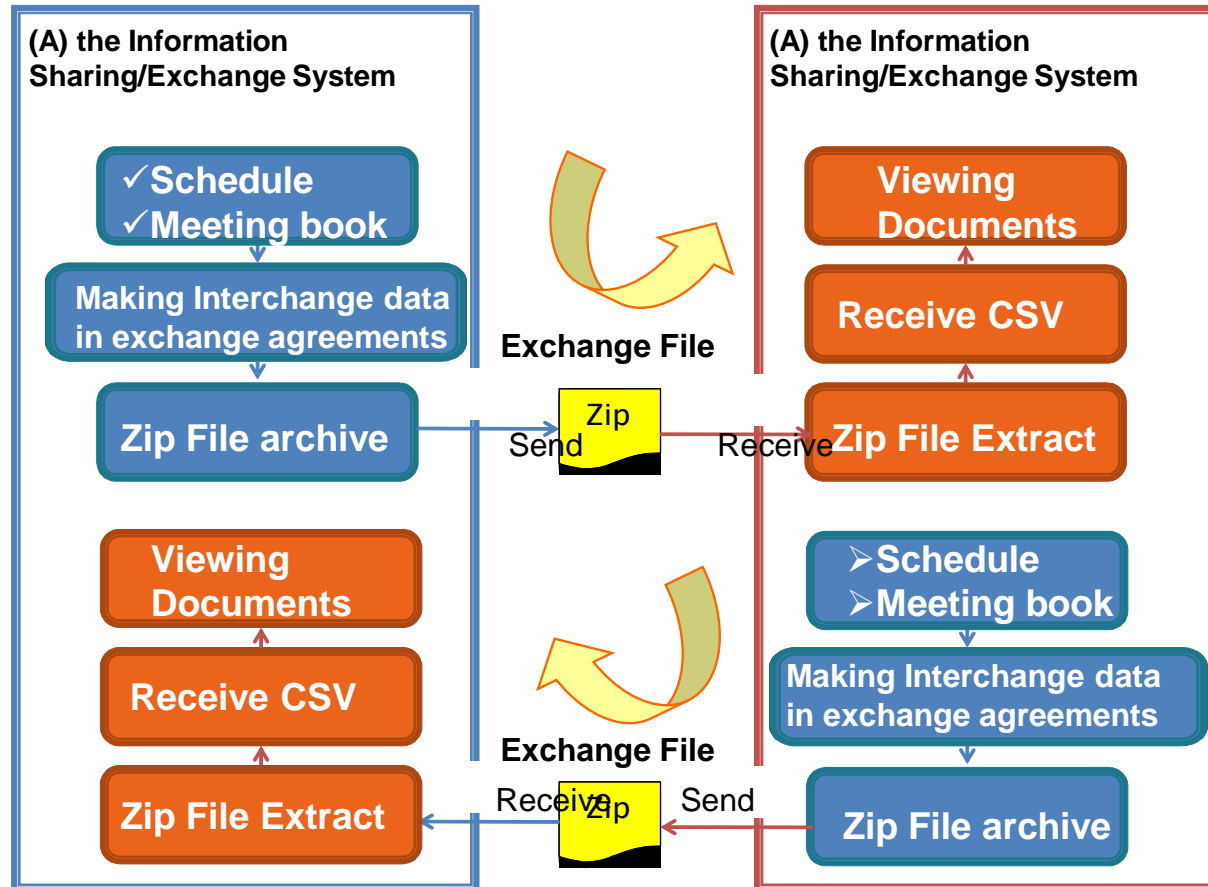 (A) the Information
Sharing/Exchange System
✓Schedule
✓Meeting book
Making Interchange data
in exchange agreements
Zip File archive
Viewing
Documents
Receive CSV
Zip File Extract
Exchange File
Zip
Send
Receive
Exchange File
Zip
Receive
Send
(A) the Information
Sharing/Exchange System
Viewing
Documents
Receive CSV
Zip File Extract
➢Schedule
➢Meeting book
Making Interchange data
in exchange agreements
Zip File archive